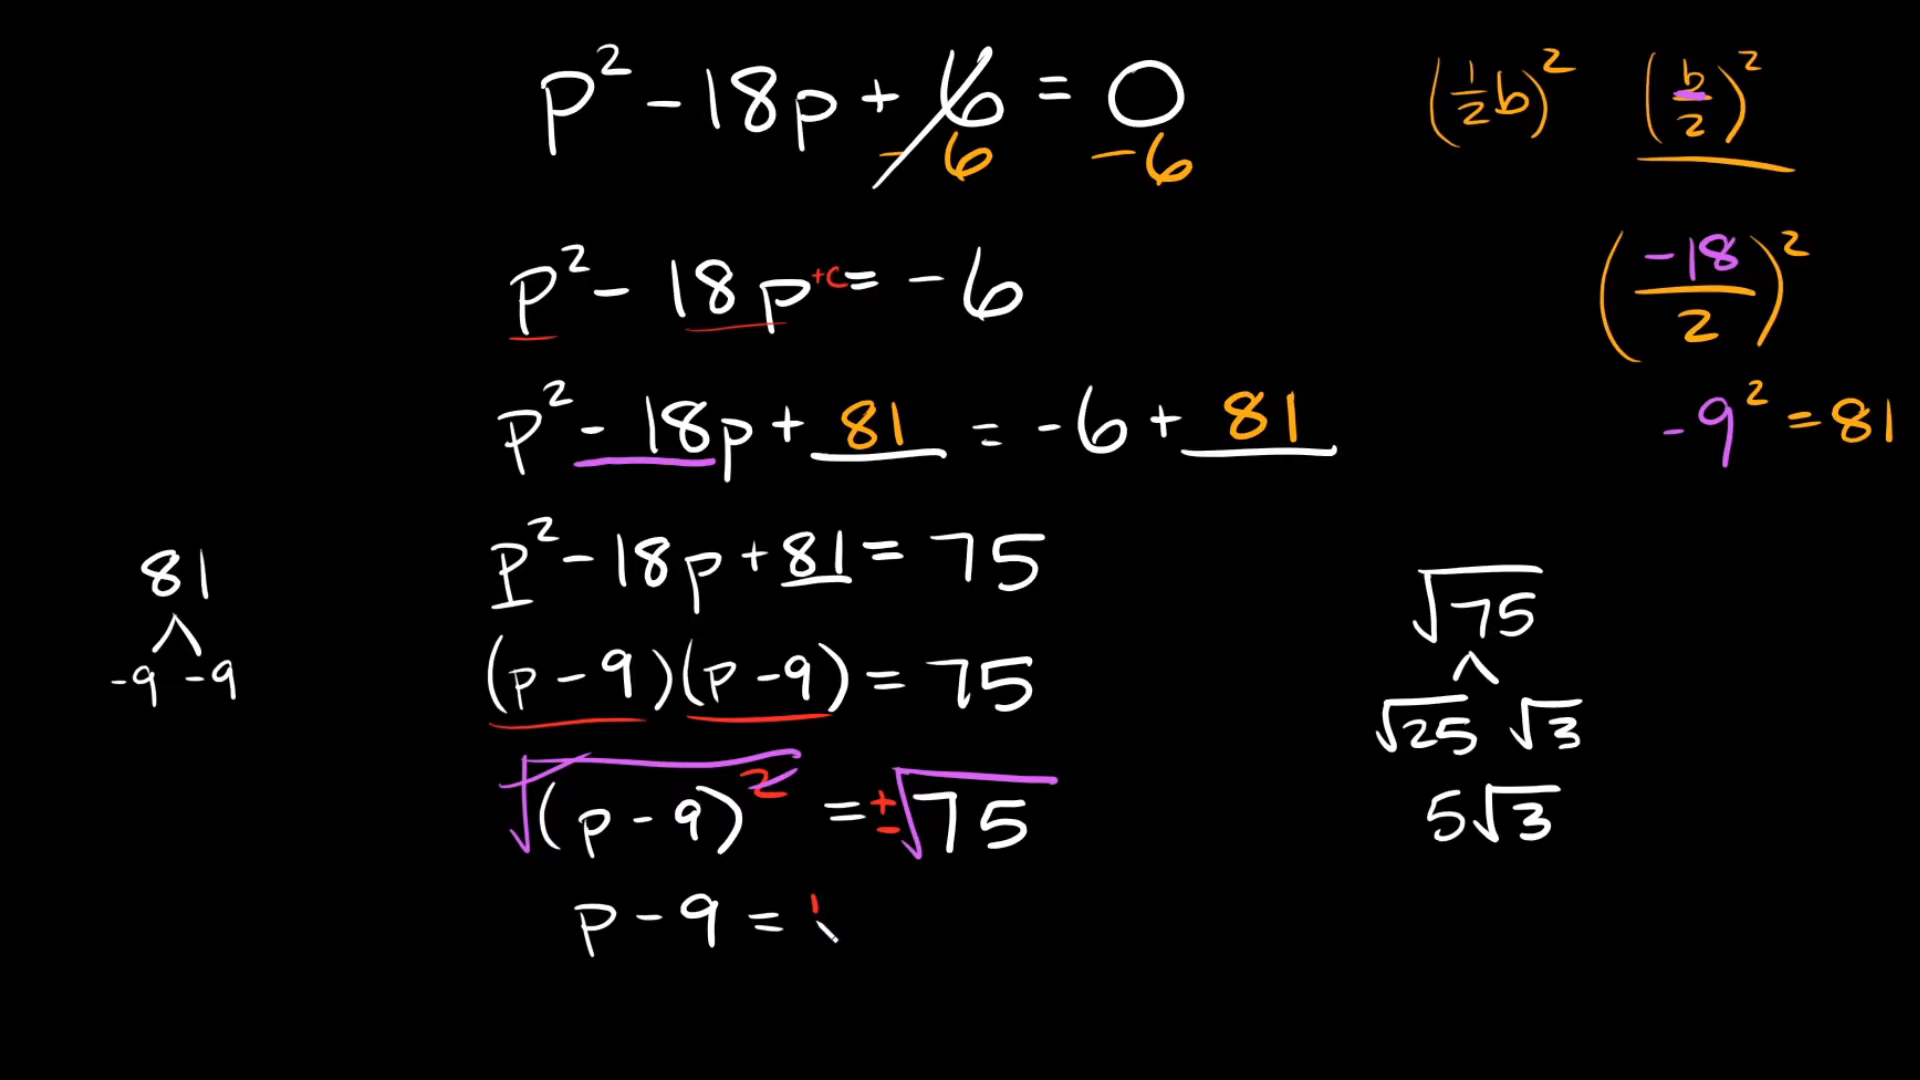 p² - 18p + 6 = 0
- 6 - 6
(1/2 b)² (b/2)²
p² - 18p +c = -6
(-18/2)²
p² - 18p + 81 = -6 + 81
-9² = 81
p² - 18p + 81 = 75
81
-9 -9
(p - 9)(p - 9) = 75
√75
√25 √3
5√3
√(p - 9)² = ±√75
p - 9 =